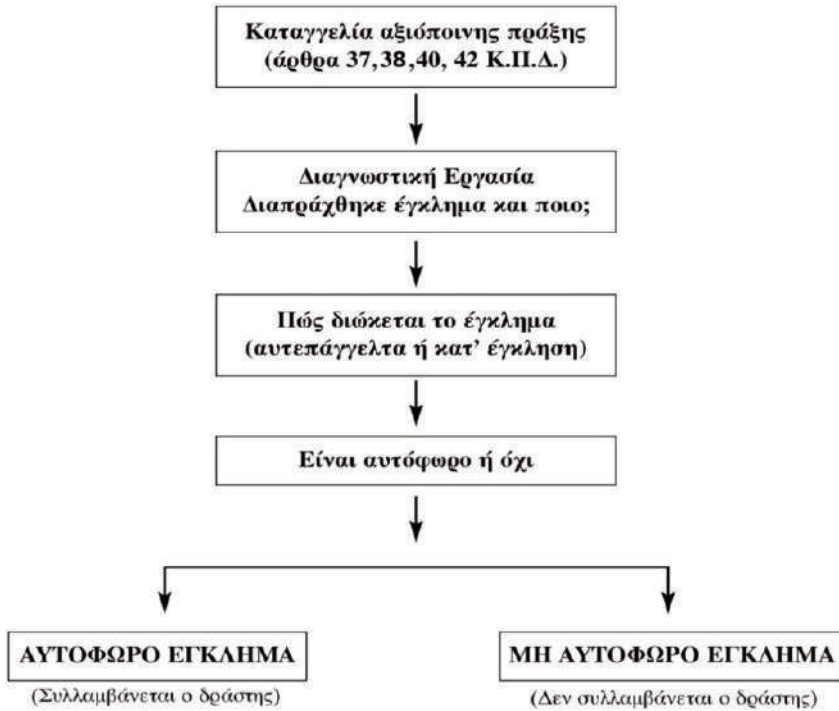 Καταγγελία αξιόποινης πράξης
(άρθρα 37,38,40, 42 Κ.Π.Δ.)
Διαγνωστική Εργασία
Διαπράχθηκε έγκλημα και ποιο;
Πώς διώκεται το έγκλημα
(αυτεπάγγελτα ή κατ’ έγκληση)
Είναι αυτόφωρο ή όχι
ΑΥΤΟΦΩΡΟ ΕΓΚΛΗΜΑ
(Συλλαμβάνεται ο δράστης)
ΜΗ ΑΥΤΟΦΩΡΟ ΕΓΚΛΗΜΑ
(Δεν συλλαμβάνεται ο δράστης)